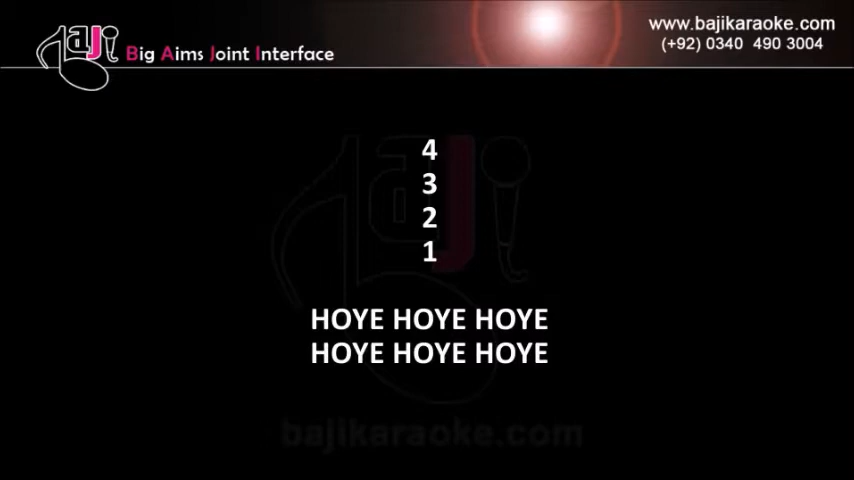 www.bajikaraoke.com
(+92) 0340 490 3004
BAJI Big Aims Joint Interface
4
3
2
1
HOYE HOYE HOYE
HOYE HOYE HOYE
bajikaraoke.com